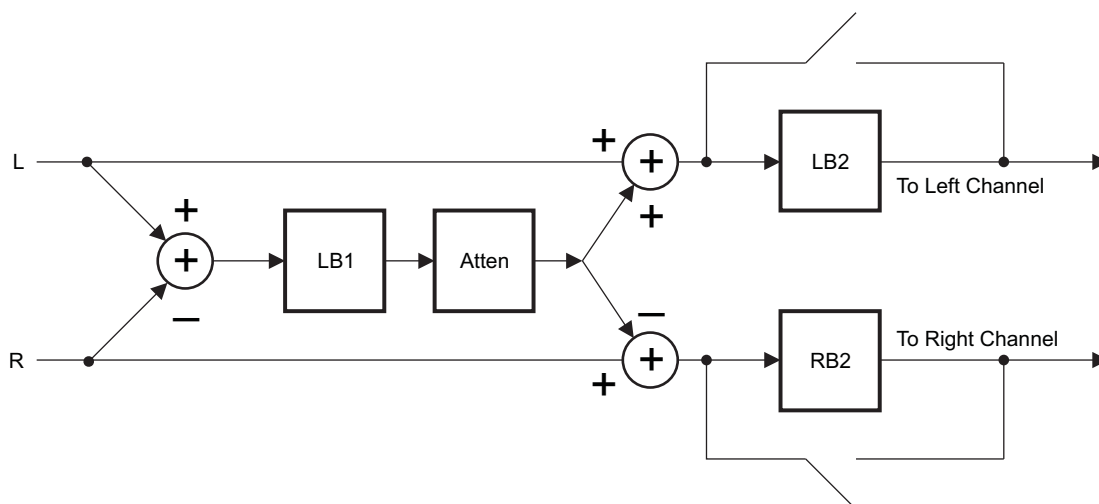 L
+
+
+
LB2
To Left Channel
+
+
LB1
Atten
−
−
R
+
+
RB2
To Right Channel